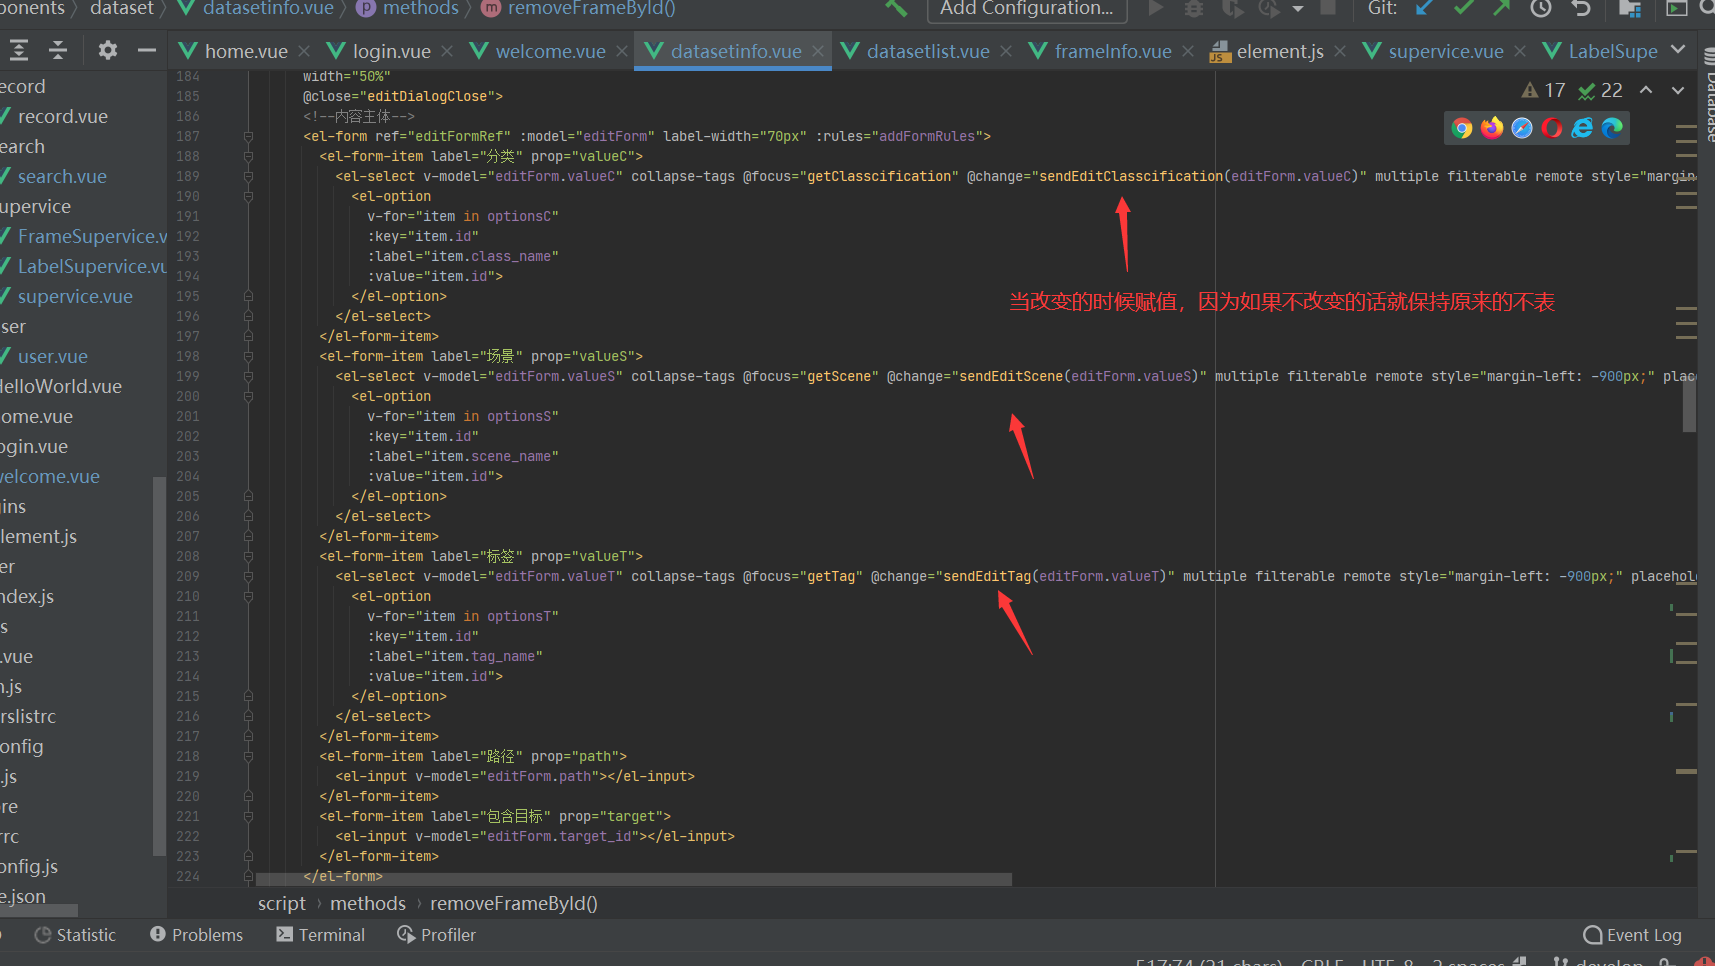 ponents 〉 dataset 〉 datasetinfo.vue 〉 methods 〉 removeFrameById()
Add Configuration...
Git:
home.vue
login.vue
welcome.vue
datasetinfo.vue
datasetlist.vue
frameInfo.vue
element.js
supervice.vue
LabelSupe
Database
17 22
ecord
record.vue
earch
search.vue
upervice
FrameSupervice.v
LabelSupervice.vu
supervice.vue
ser
user.vue
HelloWorld.vue
ome.vue
ogin.vue
welcome.vue
gins
element.js
ter
ndex.js
s
.vue
n.js
rslistrc
onfig
.js
re
rrc
onfig.js
e.json
184 width="50%"
185 @close="editDialogClose">
186 <!--内容主体-->
187 <el-form ref="editFormRef" :model="editForm" label-width="70px" :rules="addFormRules">
188 <el-form-item label="分类" prop="valueC">
189 <el-select v-model="editForm.valueC" collapse-tags @focus="getClasscification" @change="sendEditClasscification(editForm.valueC)" multiple filterable remote style="margin-
190 <el-option
191 v-for="item in optionsC"
192 :key="item.id"
193 :label="item.class_name"
194 :value="item.id">
195 </el-option>
196 </el-select>
197 </el-form-item>
198 <el-form-item label="场景" prop="valueS">
199 <el-select v-model="editForm.valueS" collapse-tags @focus="getScene" @change="sendEditScene(editForm.valueS)" multiple filterable remote style="margin-left: -900px;" plac
200 <el-option
201 v-for="item in optionsS"
202 :key="item.id"
203 :label="item.scene_name"
204 :value="item.id">
205 </el-option>
206 </el-select>
207 </el-form-item>
208 <el-form-item label="标签" prop="valueT">
209 <el-select v-model="editForm.valueT" collapse-tags @focus="getTag" @change="sendEditTag(editForm.valueT)" multiple filterable remote style="margin-left: -900px;" placehol
210 <el-option
211 v-for="item in optionsT"
212 :key="item.id"
213 :label="item.tag_name"
214 :value="item.id">
215 </el-option>
216 </el-select>
217 </el-form-item>
218 <el-form-item label="路径" prop="path">
219 <el-input v-model="editForm.path"></el-input>
220 </el-form-item>
221 <el-form-item label="包含目标" prop="target">
222 <el-input v-model="editForm.target_id"></el-input>
223 </el-form-item>
224 </el-form>
当改变的时候赋值，因为如果不改变的话就保持原来的不表
script 〉 methods 〉 removeFrameById()
Statistic
Problems
Terminal
Profiler
Event Log
517:74 (21 chars) CRLF UTF-8 2 spaces develop